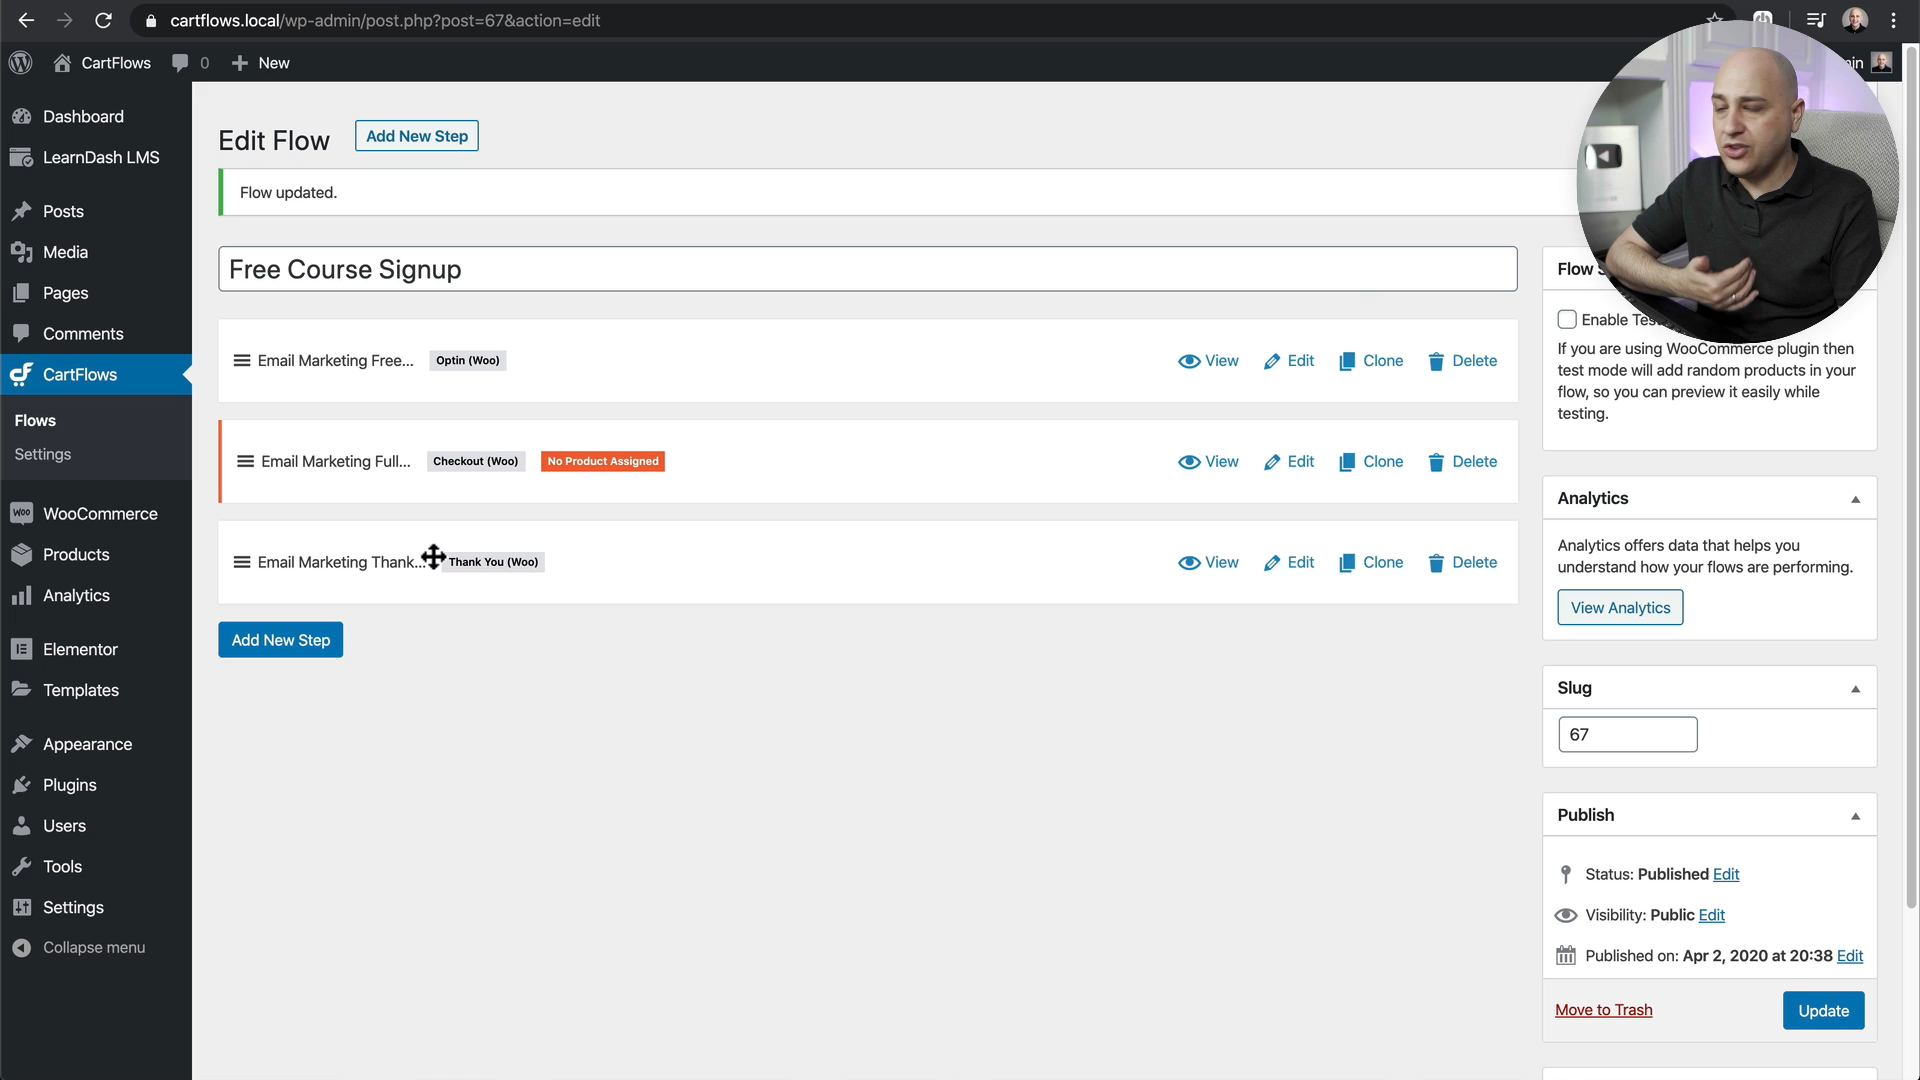 cartflows.local/wp-admin/post.php?post=67&action=edit
CartFlows
0
New
Dashboard
LearnDash LMS
Posts
Media
Pages
Comments
CartFlows
Flows
Settings
WooCommerce
Products
Analytics
Elementor
Templates
Appearance
Plugins
Users
Tools
Settings
Collapse menu
Edit Flow
Add New Step
Flow updated.
Free Course Signup
Email Marketing Free...
Optin (Woo)
View
Edit
Clone
Delete
Email Marketing Full...
Checkout (Woo)
No Product Assigned
View
Edit
Clone
Delete
Email Marketing Thank...
Thank You (Woo)
View
Edit
Clone
Delete
Add New Step
Flow
Enable
If you are using WooCommerce plugin then
test mode will add random products in your
flow, so you can preview it easily while
testing.
Analytics
Analytics offers data that helps you
understand how your flows are performing.
View Analytics
Slug
67
Publish
Status: Published Edit
Visibility: Public Edit
Published on: Apr 2, 2020 at 20:38 Edit
Move to Trash
Update